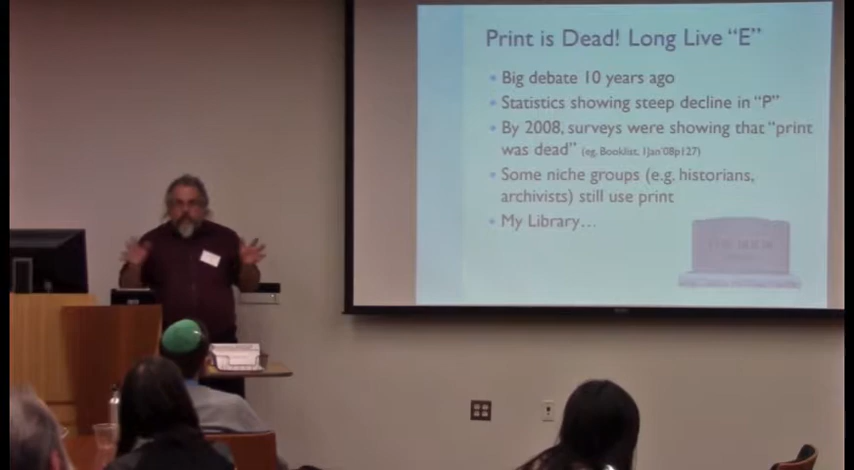 Print is Dead! Long Live “E”
• Big debate 10 years ago
• Statistics showing steep decline in “P”
• By 2008, surveys were showing that “print
was dead” (eg. Booklist, 1Jan’08p127)
• Some niche groups (e.g. historians,
archivists) still use print
• My Library…